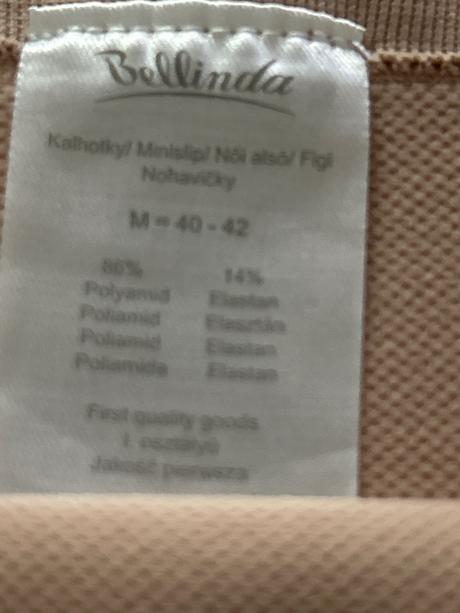 Bellinda
Kalhotky/ Minislip/ Női alsó/ Figi
Nohavičky
M = 40 - 42
86% 14%
Polyamid Elastan
Poliamid Elasztán
Poliamid Elastan
Poliamida Elastan
First quality goods
I. osztályú
Jakość pierwsza